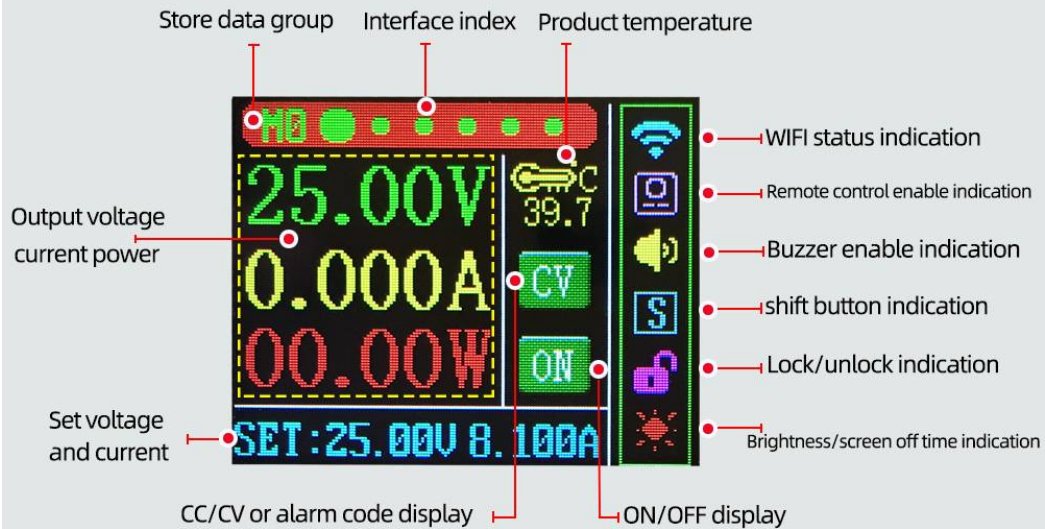 Store data group
Interface index
Product temperature
M0
25.00V
°C
39.7
0.000A
CV
00.00W
ON
SET:25.00V 8.100A
S
Output voltage
current power
Set voltage
and current
WIFI status indication
Remote control enable indication
Buzzer enable indication
shift button indication
Lock/unlock indication
Brightness/screen off time indication
CC/CV or alarm code display
ON/OFF display